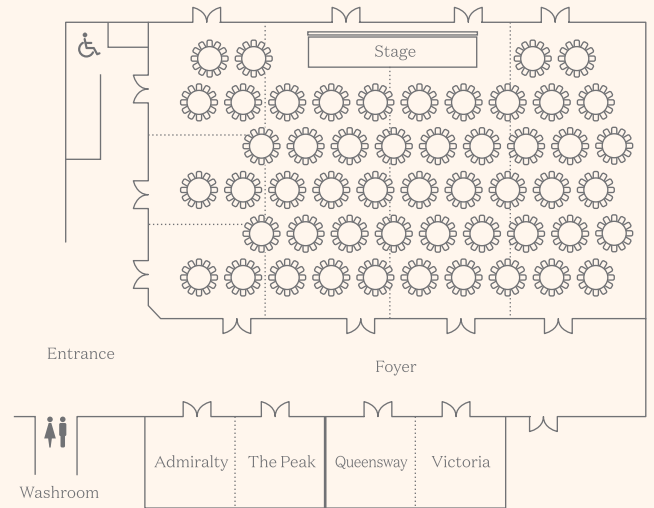 Stage
Entrance
Foyer
Admiralty
The Peak
Queensway
Victoria
Washroom